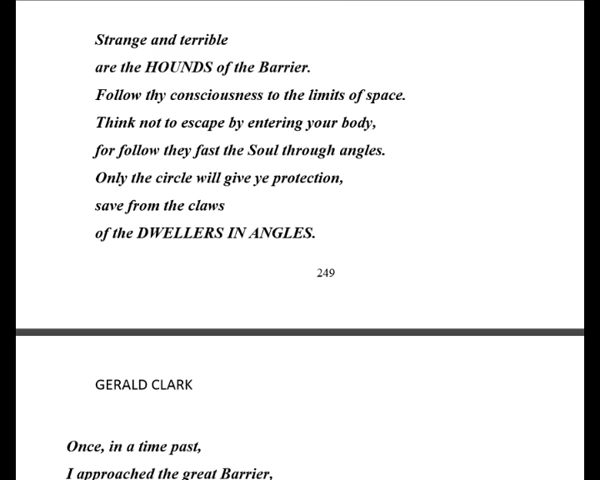 Strange and terrible
are the HOUNDS of the Barrier.
Follow thy consciousness to the limits of space.
Think not to escape by entering your body,
for follow they fast the Soul through angles.
Only the circle will give ye protection,
save from the claws
of the DWELLERS IN ANGLES.
249
GERALD CLARK
Once, in a time past,
I approached the great Barrier,